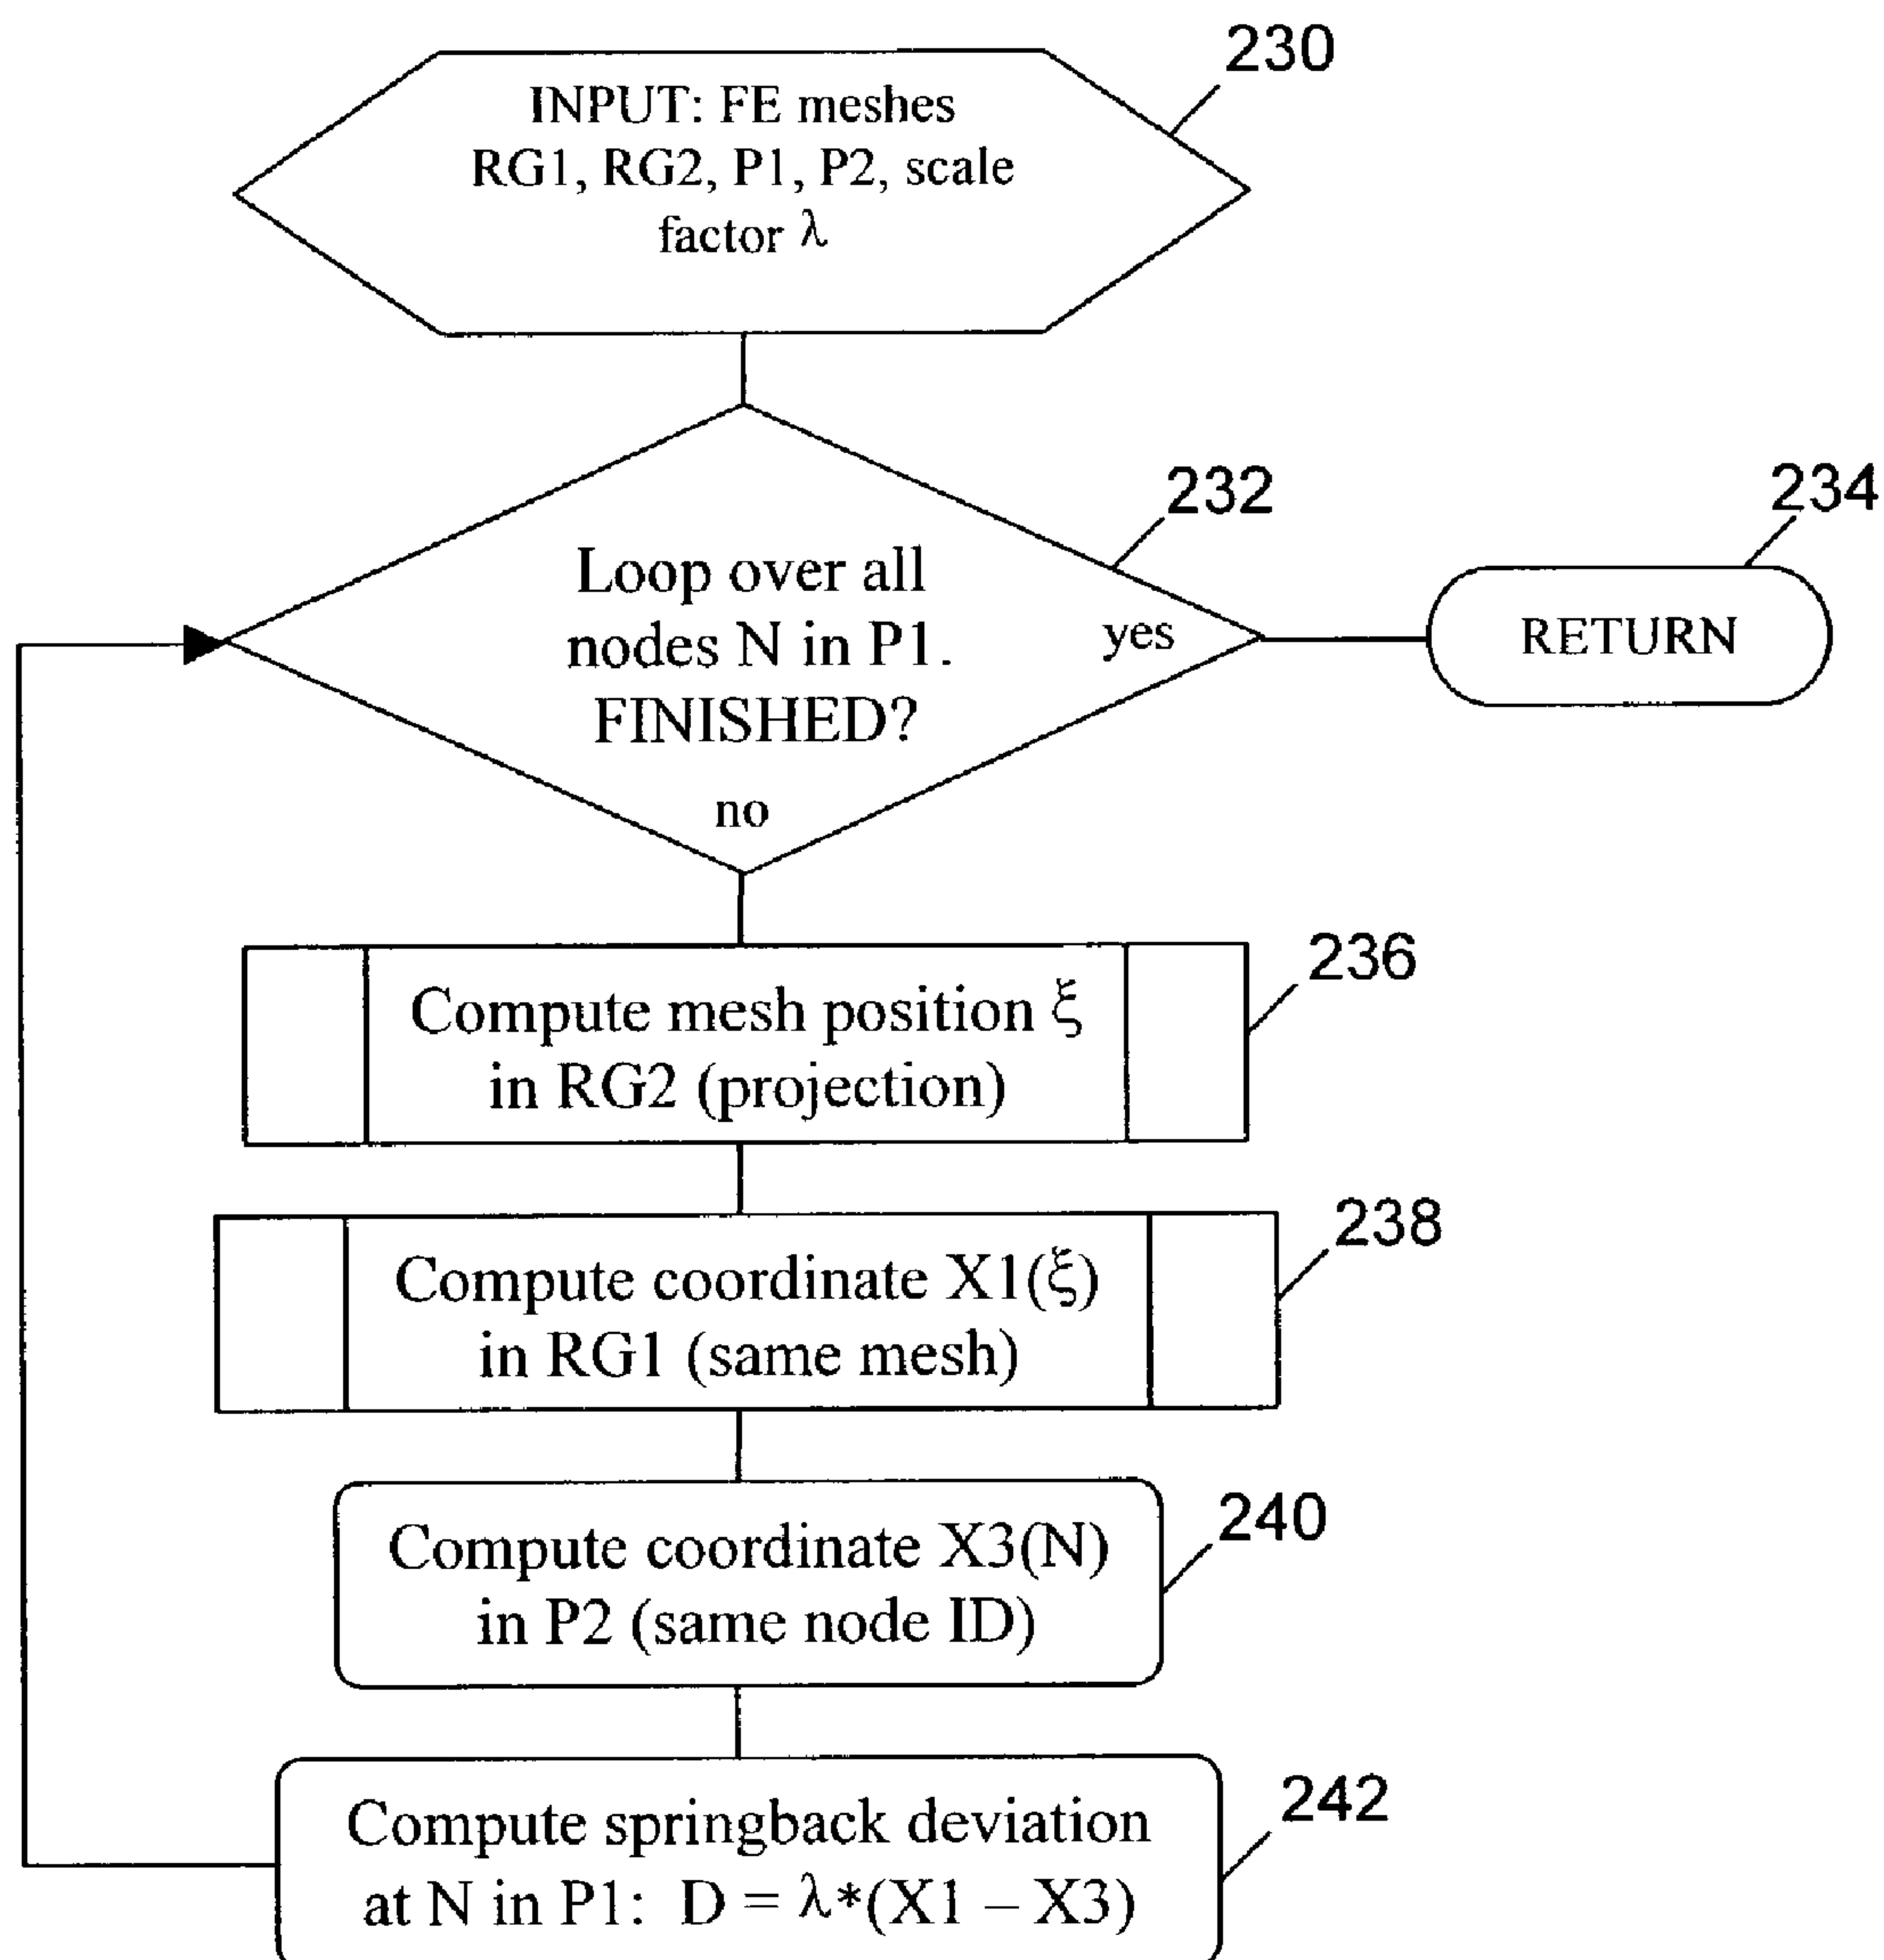 230
INPUT: FE meshes
RG1, RG2, P1, P2, scale
factor λ
232
234
Loop over all
nodes N in P1.
FINISHED?
yes
RETURN
no
236
Compute mesh position ξ
in RG2 (projection)
238
Compute coordinate X1(ξ)
in RG1 (same mesh)
240
Compute coordinate X3(N)
in P2 (same node ID)
242
Compute springback deviation
at N in P1: D = λ*(X1 – X3)